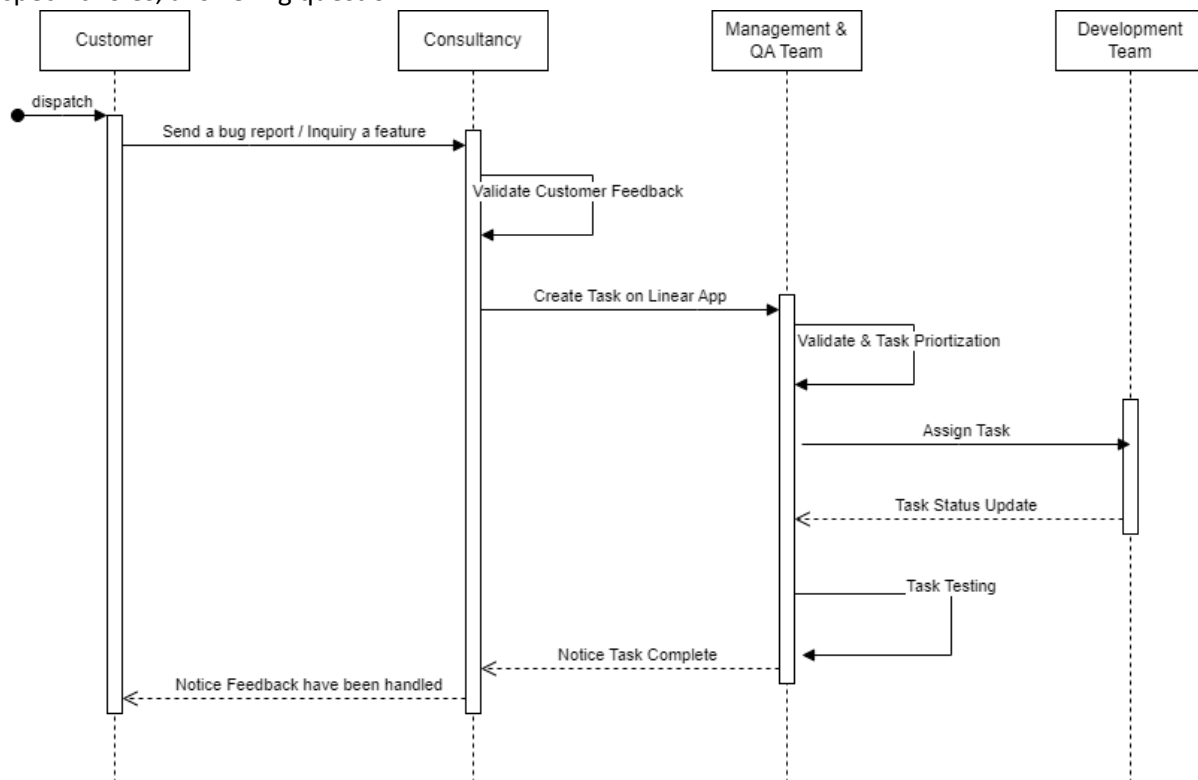 Customer
Consultancy
Management &
QA Team
Development
Team
dispatch
Send a bug report / Inquiry a feature
Validate Customer Feedback
Create Task on Linear App
Validate & Task Priortization
Assign Task
Task Status Update
Task Testing
Notice Task Complete
Notice Feedback have been handled